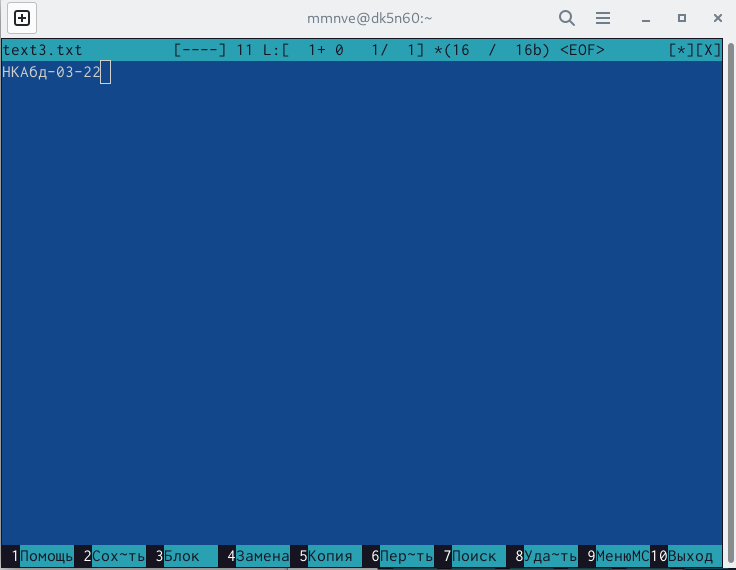 mmnve@dk5n60:~
text3.txt [----] 11 L:[ 1+ 0 1/ 1] *(16 / 16b) <EOF> [*][X]
НКАбд-03-22
1Помощь 2Сох~ть 3Блок 4Замена 5Копия 6Пер~ть 7Поиск 8Уда~ть 9МенюMC 10Выход